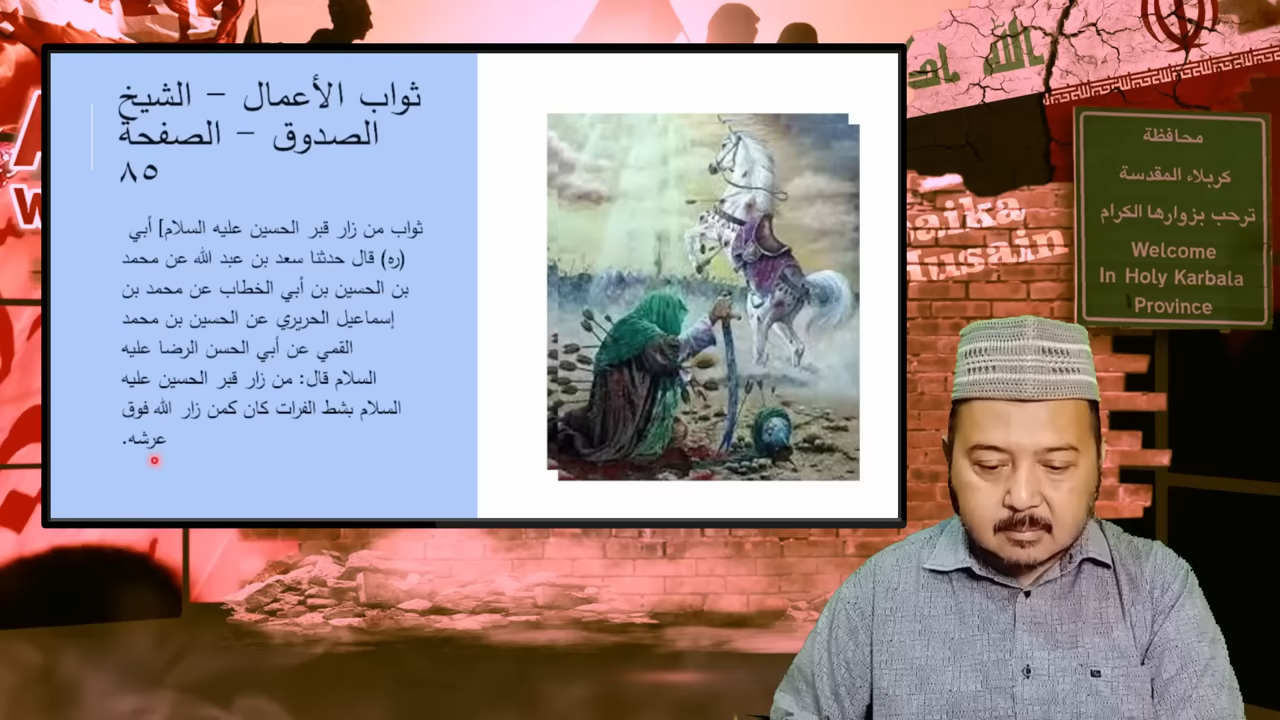 ثواب الأعمال – الشيخ
الصدوق – الصفحة
٨٥
ثواب من زار قبر الحسين عليه السلام] أبي
(ره) قال حدثنا سعد بن عبد الله عن محمد
بن الحسين بن أبي الخطاب عن محمد بن
إسماعيل الحريري عن الحسين بن محمد
القمي عن أبي الحسن الرضا عليه
السلام قال: من زار قبر الحسين عليه
السلام بشط الفرات كان كمن زار الله فوق
عرشه.
محافظة
كربلاء المقدسة
ترحب بزوارها الكرام
Welcome
In Holy Karbala
Province
aika
Husain